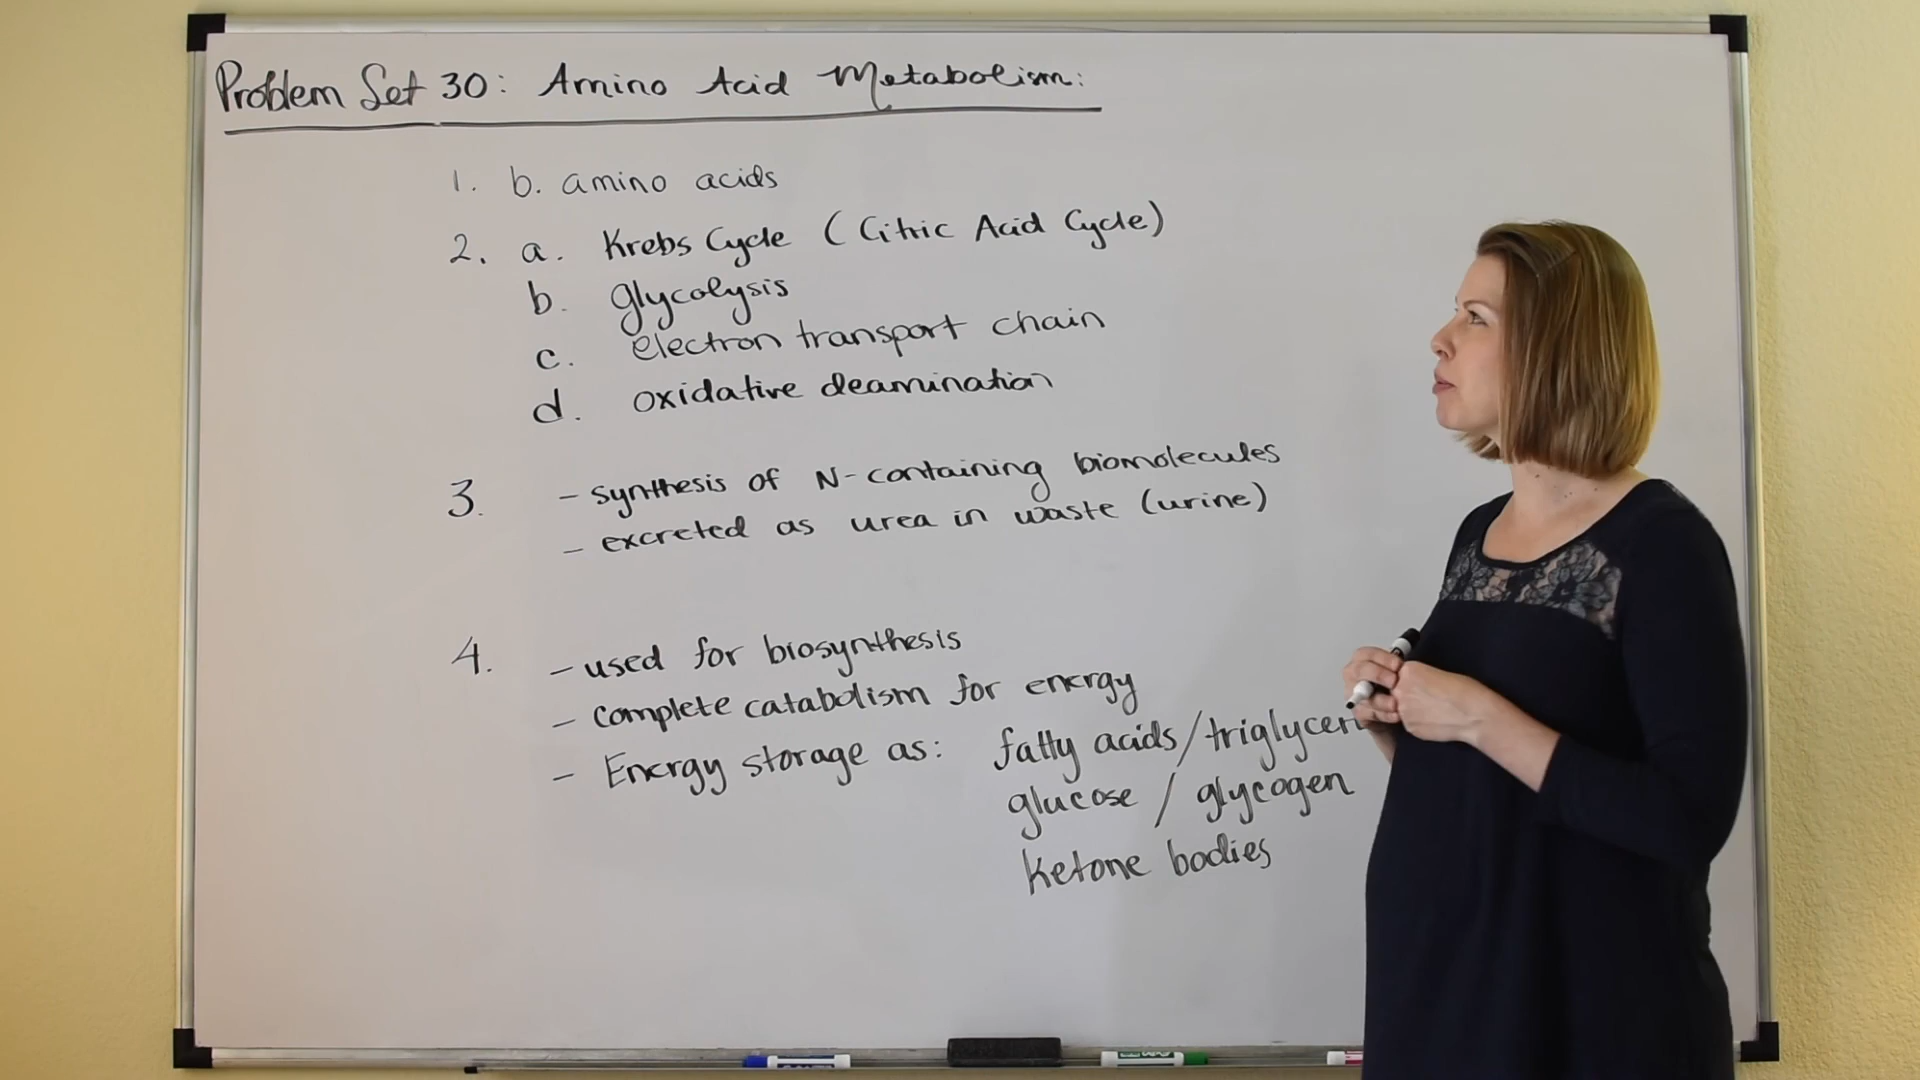 Problem Set 30: Amino Acid Metabolism:
1. b. amino acids
2. a. Krebs Cycle (Citric Acid Cycle)
b. glycolysis
c. electron transport chain
d. oxidative deamination
3. - synthesis of N-containing biomolecules
- excreted as urea in waste (urine)
4. - used for biosynthesis
- complete catabolism for energy
- Energy storage as: fatty acids/
glucose / glycogen
ketone bodies